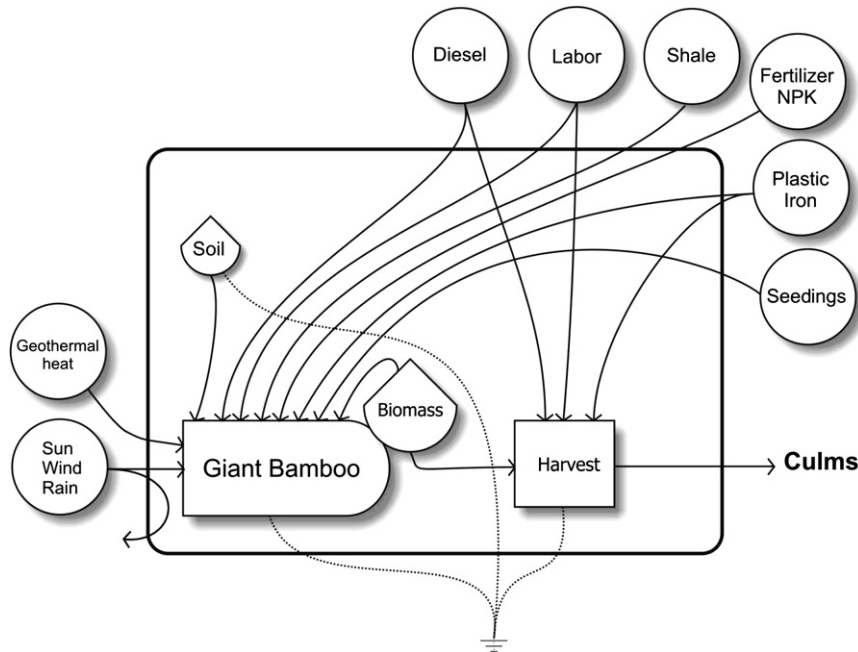 Diesel
Labor
Shale
Fertilizer
NPK
Plastic
Iron
Seedings
Soil
Geothermal
heat
Sun
Wind
Rain
Biomass
Giant Bamboo
Harvest
Culms